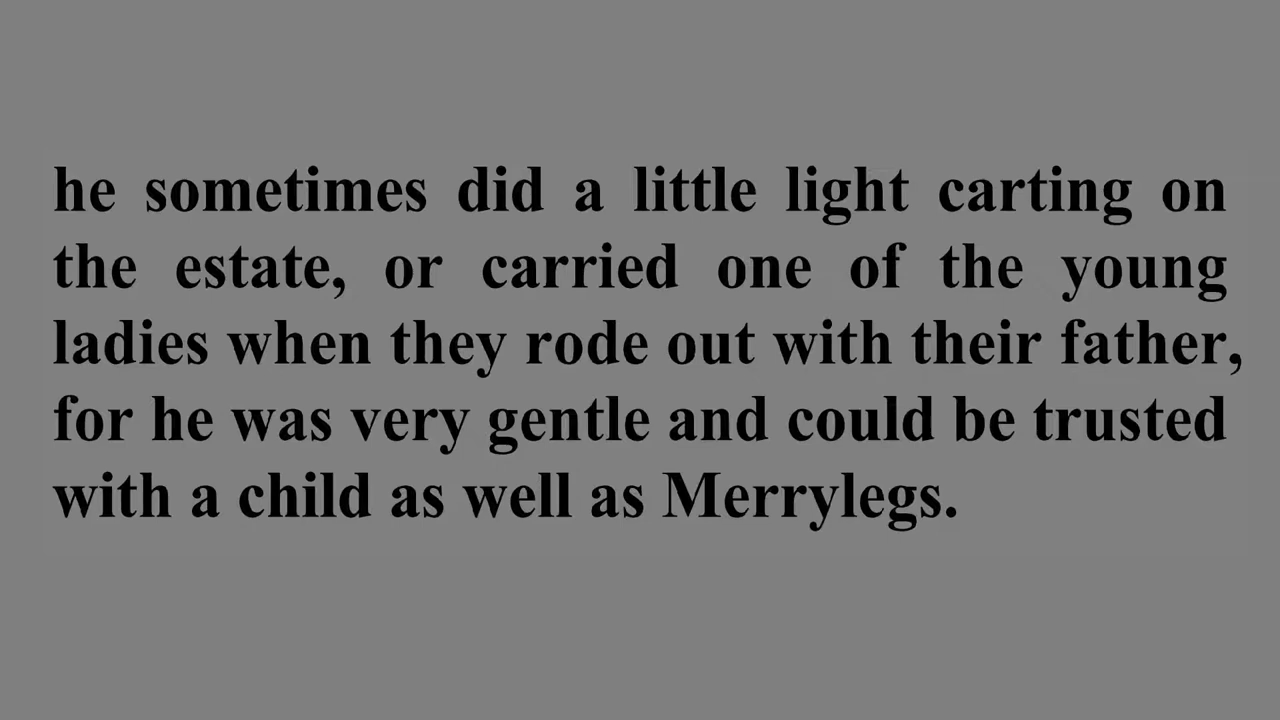 he sometimes did a little light carting on
the estate, or carried one of the young
ladies when they rode out with their father,
for he was very gentle and could be trusted
with a child as well as Merrylegs.